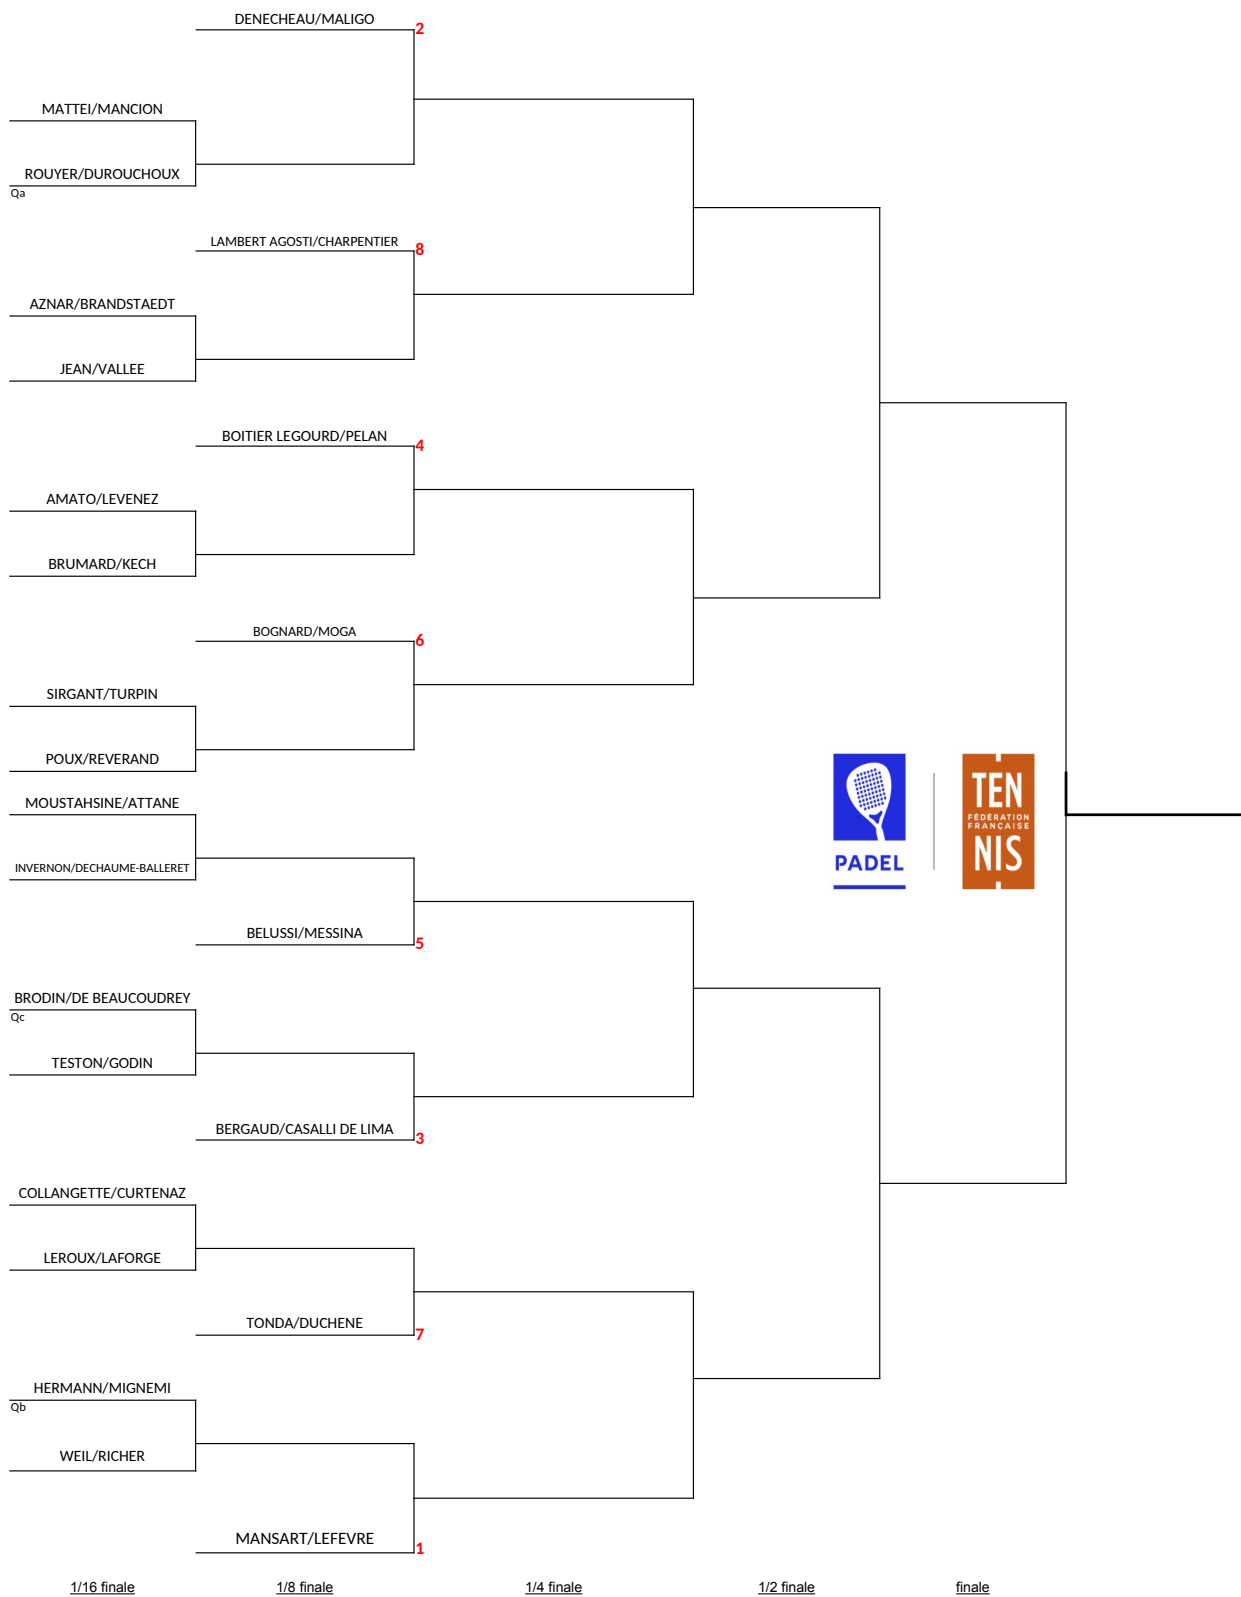 DENECHEAU/MALIGO 2
MATTEI/MANCION
ROUYER/DUROUCHOUX
Qa
LAMBERT AGOSTI/CHARPENTIER 8
AZNAR/BRANDSTAEDT
JEAN/VALLEE
BOITIER LEGOURD/PELAN 4
AMATO/LEVENEZ
BRUMARD/KECH
BOGNARD/MOGA 6
SIRGANT/TURPIN
POUX/REVERAND
MOUSTAHSINE/ATTANE
INVERNON/DECHAUME-BALLERET
BELUSSI/MESSINA 5
PADEL
TEN
FÉDÉRATION
FRANÇAISE
NIS
BRODIN/DE BEAUCOUDREY
Qc
TESTON/GODIN
BERGAUD/CASALLI DE LIMA 3
COLLANGETTE/CURTENAZ
LEROUX/LAFORGE
TONDA/DUCHENE 7
HERMANN/MIGNEMI
Qb
WEIL/RICHER
MANSART/LEFEVRE 1
1/16 finale 1/8 finale 1/4 finale 1/2 finale finale